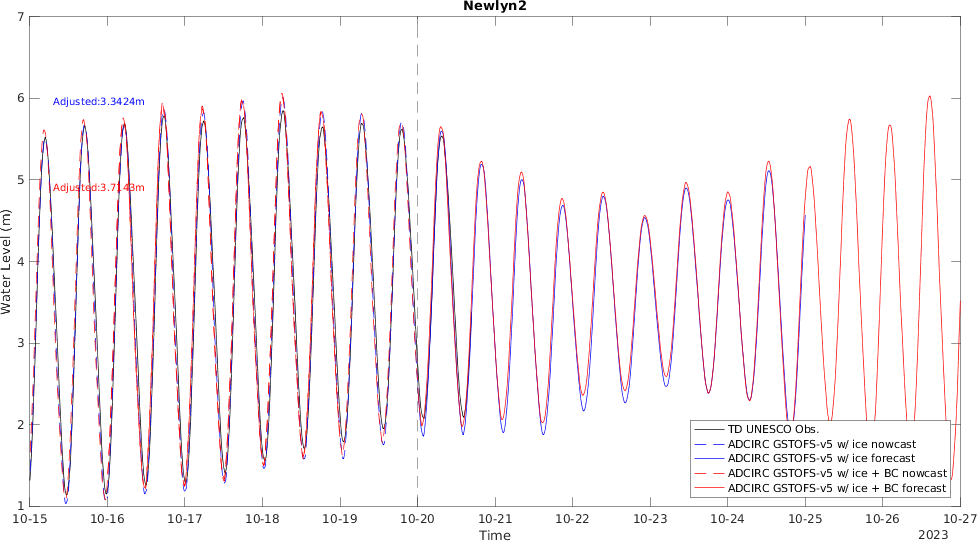 Newlyn2
7
6
5
4
3
2
1
Water Level (m)
Adjusted:3.3424m
Adjusted:3.7143m
TD UNESCO Obs.
ADCIRC GSTOFS-v5 w/ ice nowcast
ADCIRC GSTOFS-v5 w/ ice forecast
ADCIRC GSTOFS-v5 w/ ice + BC nowcast
ADCIRC GSTOFS-v5 w/ ice + BC forecast
10-15 10-16 10-17 10-18 10-19 10-20 10-21 10-22 10-23 10-24 10-25 10-26 10-27
Time
2023